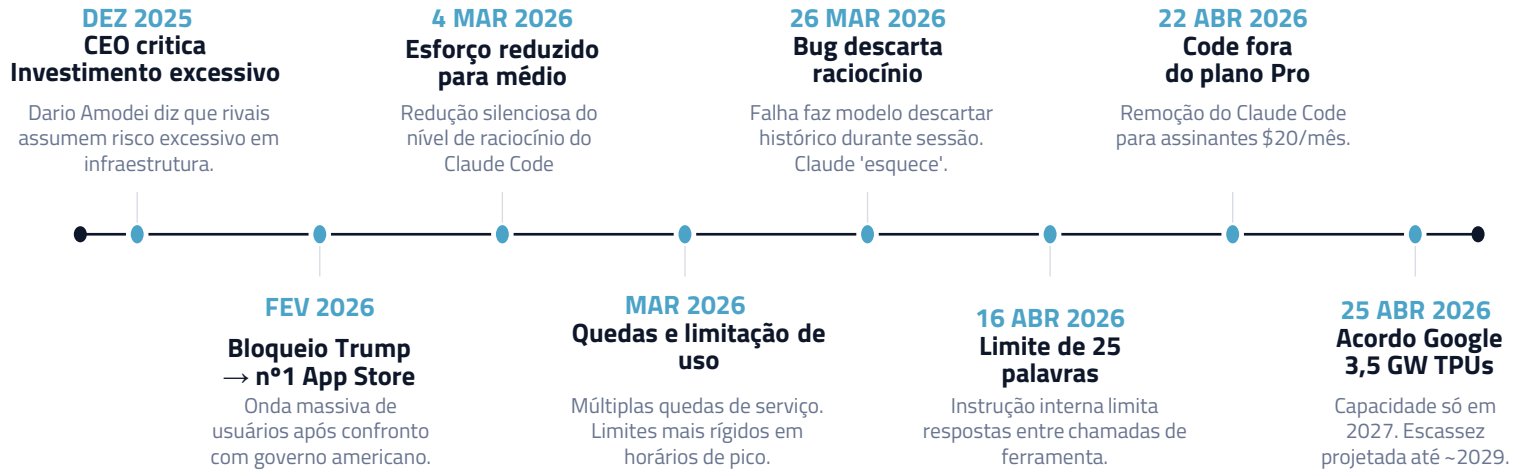 DEZ 2025
CEO critica
Investimento excessivo
Dario Amodei diz que rivais
assumem risco excessivo em
infraestrutura.
FEV 2026
Bloqueio Trump
→ nº1 App Store
Onda massiva de
usuários após confronto
com governo americano.
4 MAR 2026
Esforço reduzido
para médio
Redução silenciosa do
nível de raciocínio do
Claude Code
MAR 2026
Quedas e limitação de
uso
Múltiplas quedas de serviço.
Limites mais rígidos em
horários de pico.
26 MAR 2026
Bug descarta
raciocínio
Falha faz modelo descartar
histórico durante sessão.
Claude 'esquece'.
16 ABR 2026
Limite de 25
palavras
Instrução interna limita
respostas entre chamadas de
ferramenta.
22 ABR 2026
Code fora
do plano Pro
Remoção do Claude Code
para assinantes $20/mês.
25 ABR 2026
Acordo Google
3,5 GW TPUs
Capacidade só em
2027. Escassez
projetada até ~2029.